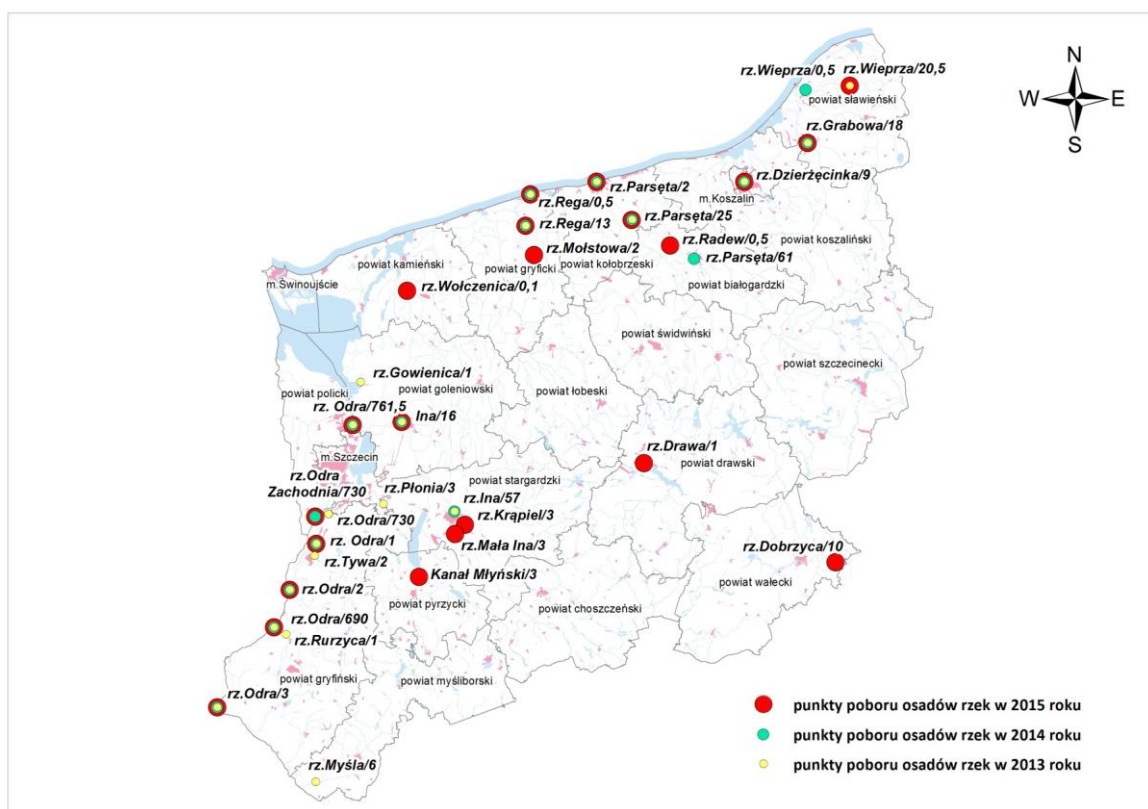 N
W E
S
rz.Wieprza/0,5
rz.Wieprza/20,5
powiat sławieński
rz.Grabowa/18
rz.Dzierżęcinka/9
m.Koszalin
rz.Parsęta/2
rz.Rega/0,5
rz.Parsęta/25
rz.Rega/13
powiat koszaliński
rz.Radew/0,5
rz.Mołstowa/2
rz.Parsęta/61
powiat kamieński
powiat gryficki
powiat kołobrzeski
m.Świnoujście
powiat białogardzki
rz.Wołczenica/0,1
powiat świdwiński
powiat szczecinecki
rz.Gowienica/1
powiat policki
powiat goleniowski
powiat łobeski
rz. Odra/761,5
Ina/16
rz.Drawa/1
m.Szczecin
powiat drawski
rz.Odra
Zachodnia/730
rz.Płonia/3
powiat stargardzki
rz.Ina/57
rz.Odra/730
rz.Krąpiel/3
rz. Odra/1
rz.Mała Ina/3
rz.Tywa/2
rz.Dobrzyca/10
Kanał Młyński/3
rz.Odra/2
powiat wałecki
powiat pyrzycki
powiat choszczeński
rz.Odra/690
rz.Rurzyca/1
powiat gryfiński
powiat myśliborski
rz.Odra/3
rz.Myśla/6
punkty poboru osadów rzek w 2015 roku
punkty poboru osadów rzek w 2014 roku
punkty poboru osadów rzek w 2013 roku